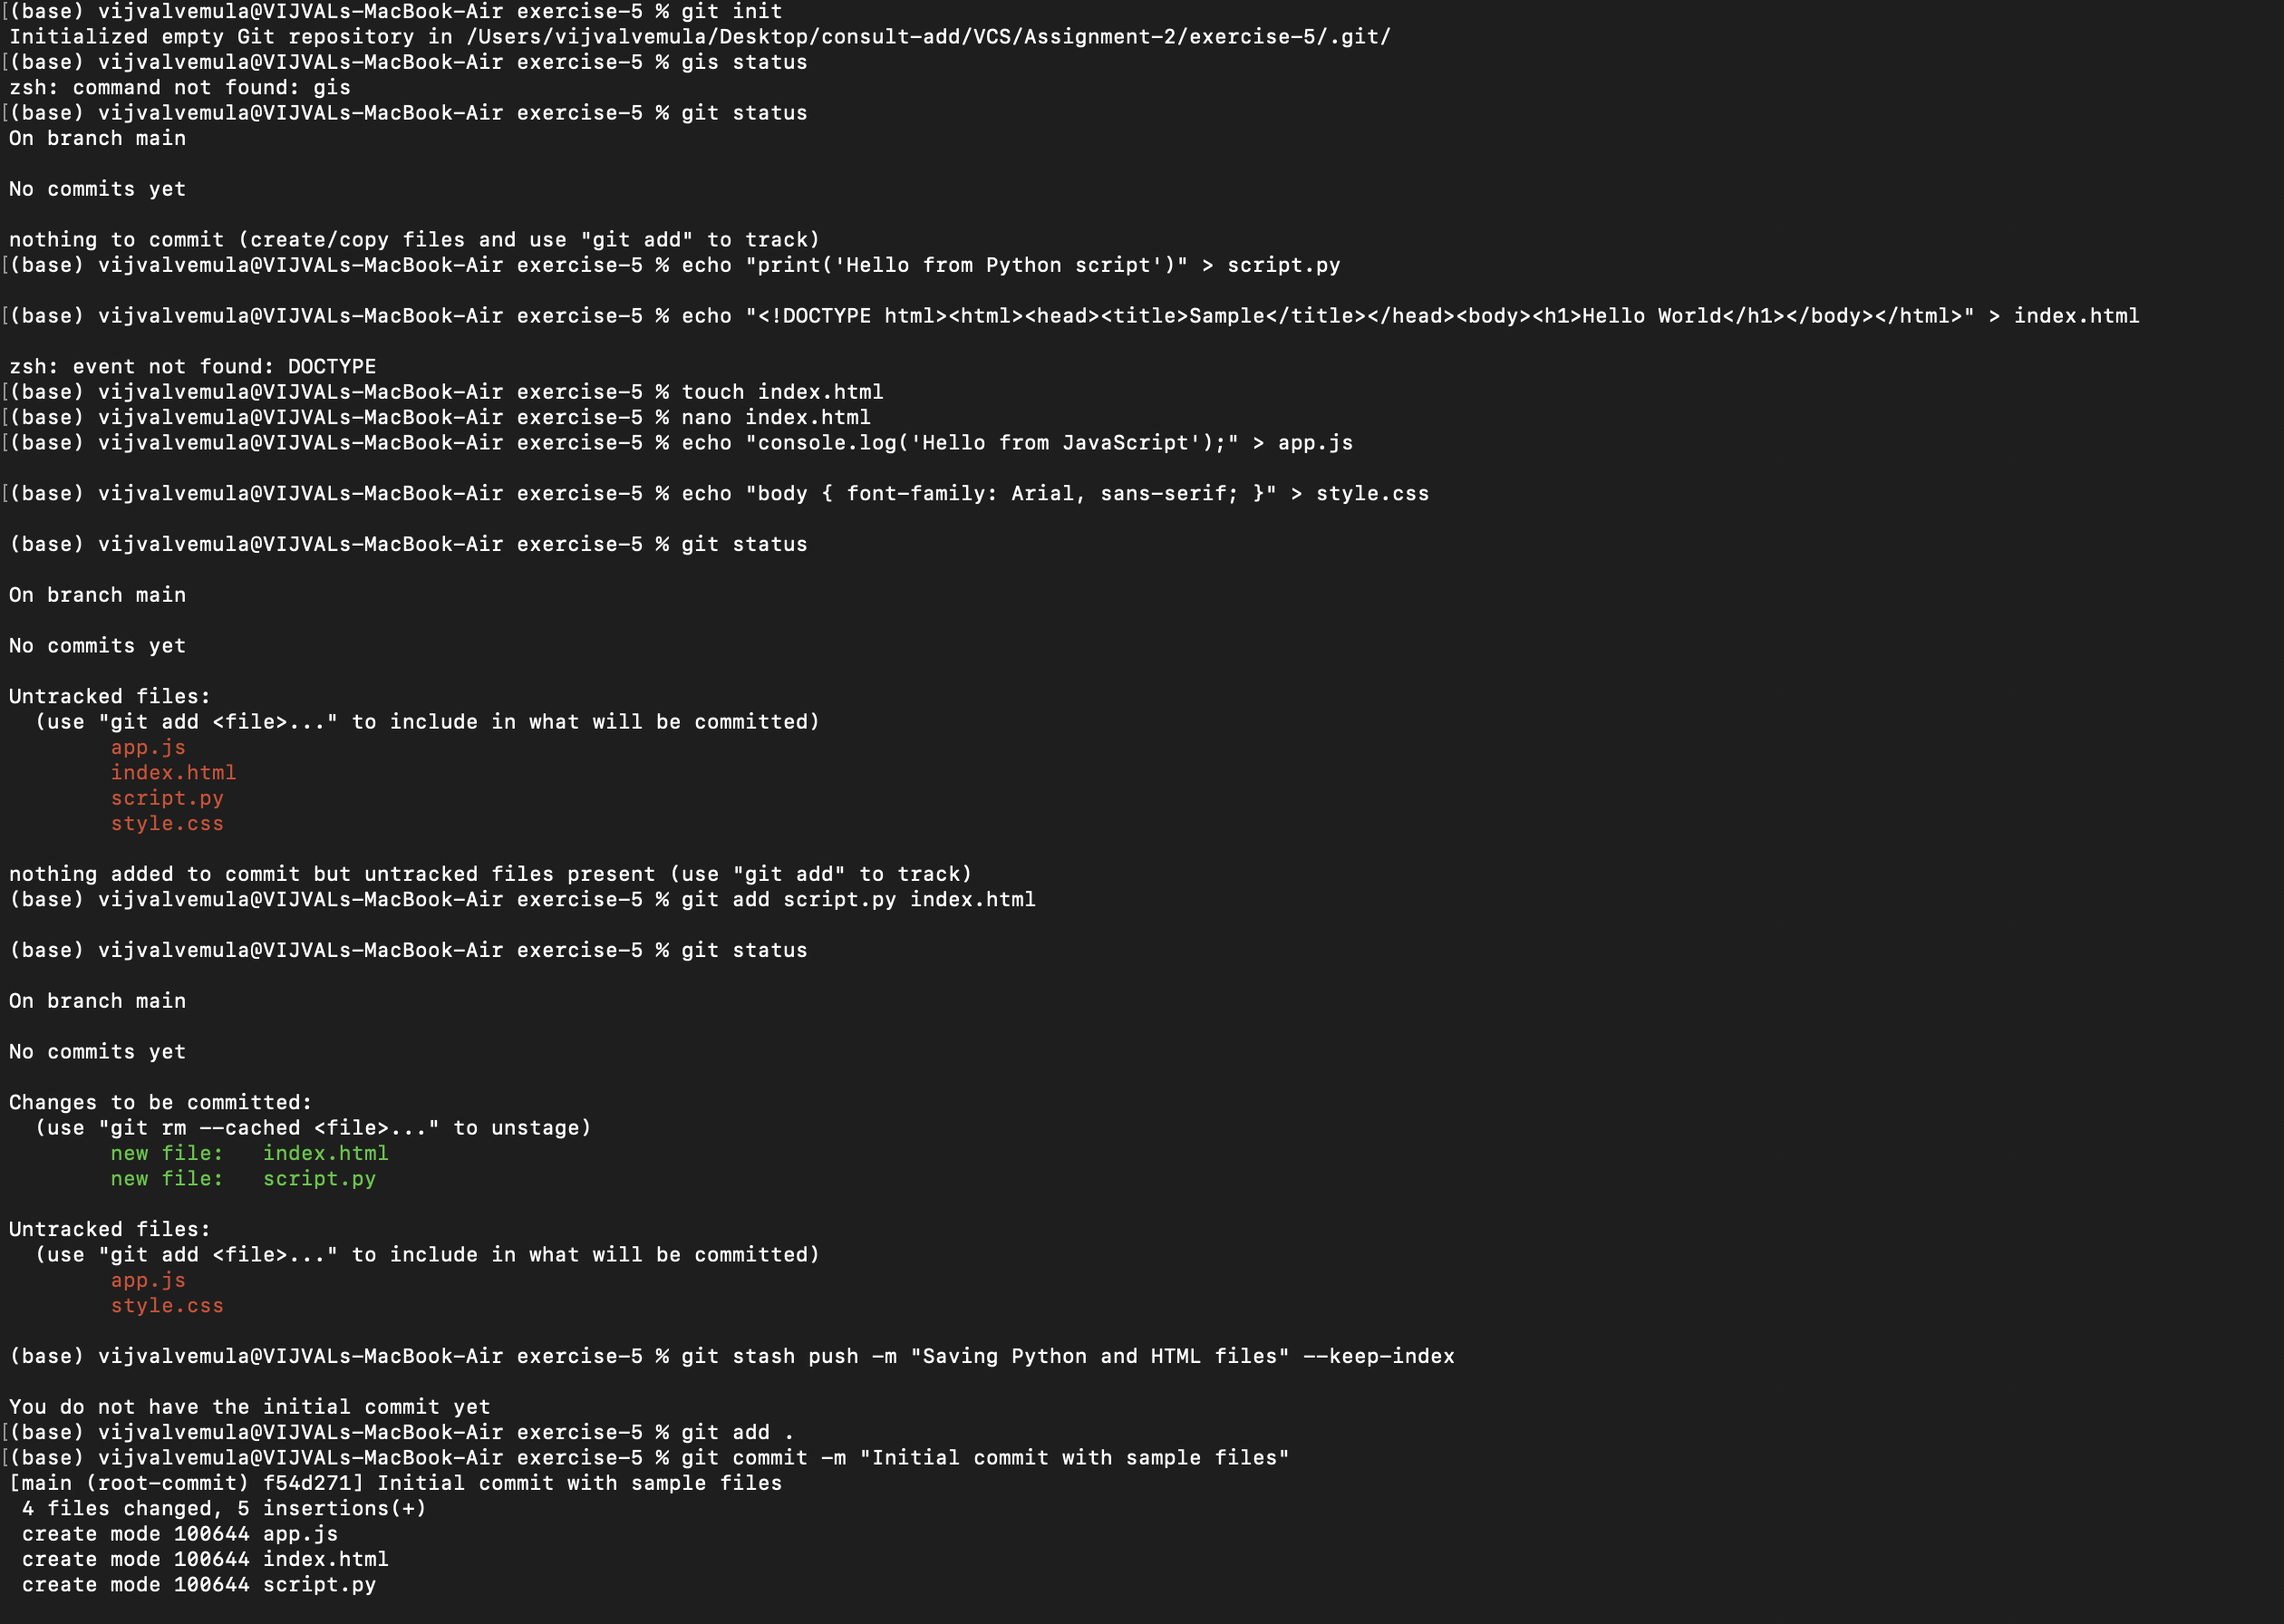 [(base) vijvalvemula@VIJVALs-MacBook-Air exercise-5 % git init
Initialized empty Git repository in /Users/vijvalvemula/Desktop/consult-add/VCS/Assignment-2/exercise-5/.git/
[(base) vijvalvemula@VIJVALs-MacBook-Air exercise-5 % gis status
zsh: command not found: gis
[(base) vijvalvemula@VIJVALs-MacBook-Air exercise-5 % git status
On branch main
No commits yet
nothing to commit (create/copy files and use "git add" to track)
[(base) vijvalvemula@VIJVALs-MacBook-Air exercise-5 % echo "print('Hello from Python script')" > script.py
[(base) vijvalvemula@VIJVALs-MacBook-Air exercise-5 % echo "<!DOCTYPE html><html><head><title>Sample</title></head><body><h1>Hello World</h1></body></html>" > index.html
zsh: event not found: DOCTYPE
[(base) vijvalvemula@VIJVALs-MacBook-Air exercise-5 % touch index.html
[(base) vijvalvemula@VIJVALs-MacBook-Air exercise-5 % nano index.html
[(base) vijvalvemula@VIJVALs-MacBook-Air exercise-5 % echo "console.log('Hello from JavaScript');" > app.js
[(base) vijvalvemula@VIJVALs-MacBook-Air exercise-5 % echo "body { font-family: Arial, sans-serif; }" > style.css
(base) vijvalvemula@VIJVALs-MacBook-Air exercise-5 % git status
On branch main
No commits yet
Untracked files:
(use "git add <file>..." to include in what will be committed)
app.js
index.html
script.py
style.css
nothing added to commit but untracked files present (use "git add" to track)
(base) vijvalvemula@VIJVALs-MacBook-Air exercise-5 % git add script.py index.html
(base) vijvalvemula@VIJVALs-MacBook-Air exercise-5 % git status
On branch main
No commits yet
Changes to be committed:
(use "git rm --cached <file>..." to unstage)
new file:   index.html
new file:   script.py
Untracked files:
(use "git add <file>..." to include in what will be committed)
app.js
style.css
(base) vijvalvemula@VIJVALs-MacBook-Air exercise-5 % git stash push -m "Saving Python and HTML files" --keep-index
You do not have the initial commit yet
[(base) vijvalvemula@VIJVALs-MacBook-Air exercise-5 % git add .
[(base) vijvalvemula@VIJVALs-MacBook-Air exercise-5 % git commit -m "Initial commit with sample files"
[main (root-commit) f54d271] Initial commit with sample files
4 files changed, 5 insertions(+)
create mode 100644 app.js
create mode 100644 index.html
create mode 100644 script.py